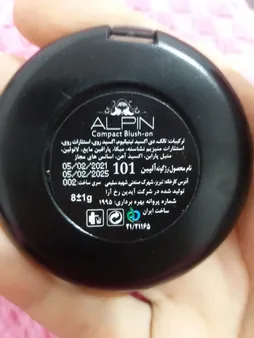 ALPIN
Compact Blush-on
ترکیبات: تالک، دی اکسید تیتانیوم، اکسید روی، استئارات روی،
استئارات منیزیم، نشاسته، میکا، پارافین مایع، لانولین،
متیل پارابن، اکسید آهن، اسانس های مجاز
نام محصول: رژگونه آلپین 101 05/02/2021
05/02/2025
آدرس کارخانه: تبریز، شهرک صنعتی شهید سلیمی سری ساخت: 002
تولید شده در شرکت آیدین رخ آرا
شماره پروانه بهره برداری: ۱۹۹۵ 8±1g
ساخت ایران
۴۱/۴۱۱۶۵